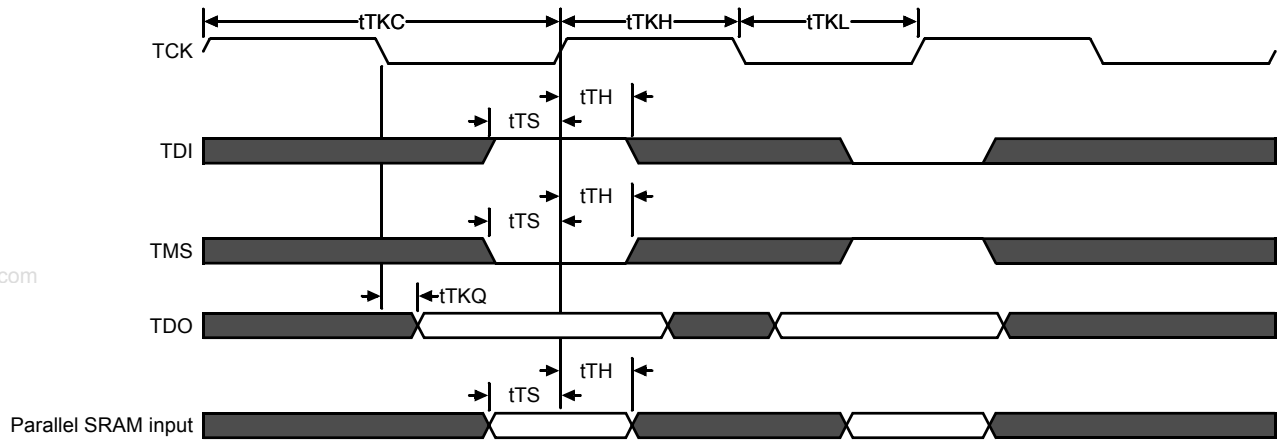 tTKC tTKH tTKL
TCK
tTH
tTS
TDI
tTH
tTS
TMS
com
tTKQ
TDO
tTH
tTS
Parallel SRAM input